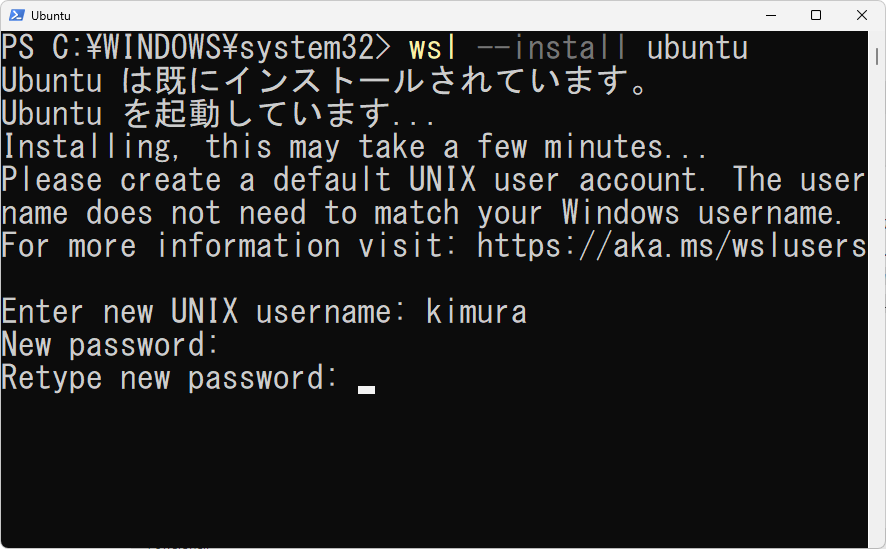 Ubuntu
PS C:¥WINDOWS¥system32> wsl --install ubuntu
Ubuntu は既にインストールされています。
Ubuntu を起動しています...
Installing, this may take a few minutes...
Please create a default UNIX user account. The user
name does not need to match your Windows username.
For more information visit: https://aka.ms/wslusers
Enter new UNIX username: kimura
New password:
Retype new password: